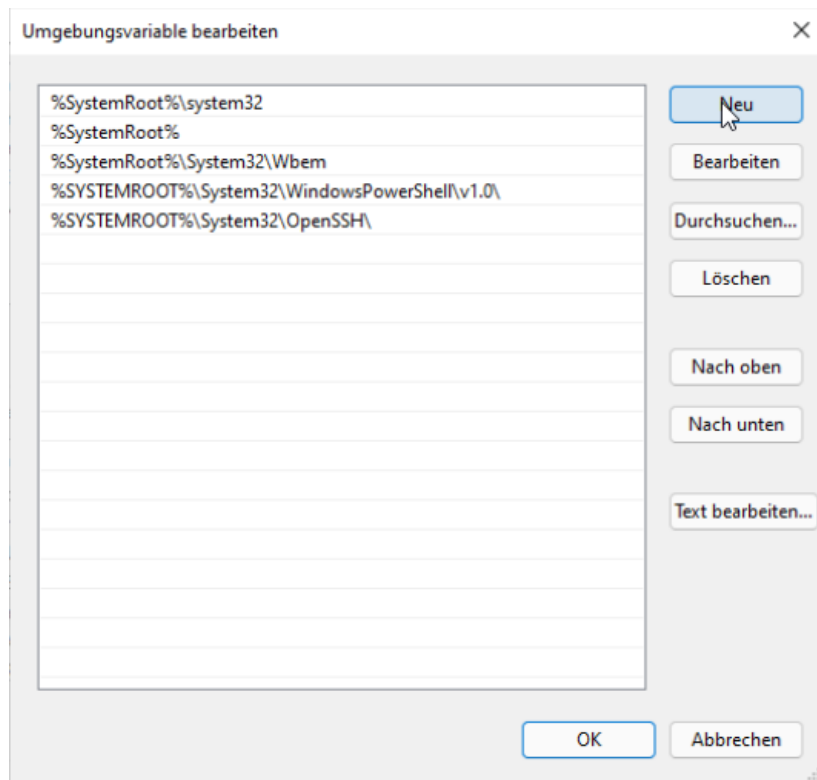 Umgebungsvariable bearbeiten
%SystemRoot%\system32
%SystemRoot%
%SystemRoot%\System32\Wbem
%SYSTEMROOT%\System32\WindowsPowerShell\v1.0\
%SYSTEMROOT%\System32\OpenSSH\
Neu
Bearbeiten
Durchsuchen...
Löschen
Nach oben
Nach unten
Text bearbeiten...
OK
Abbrechen